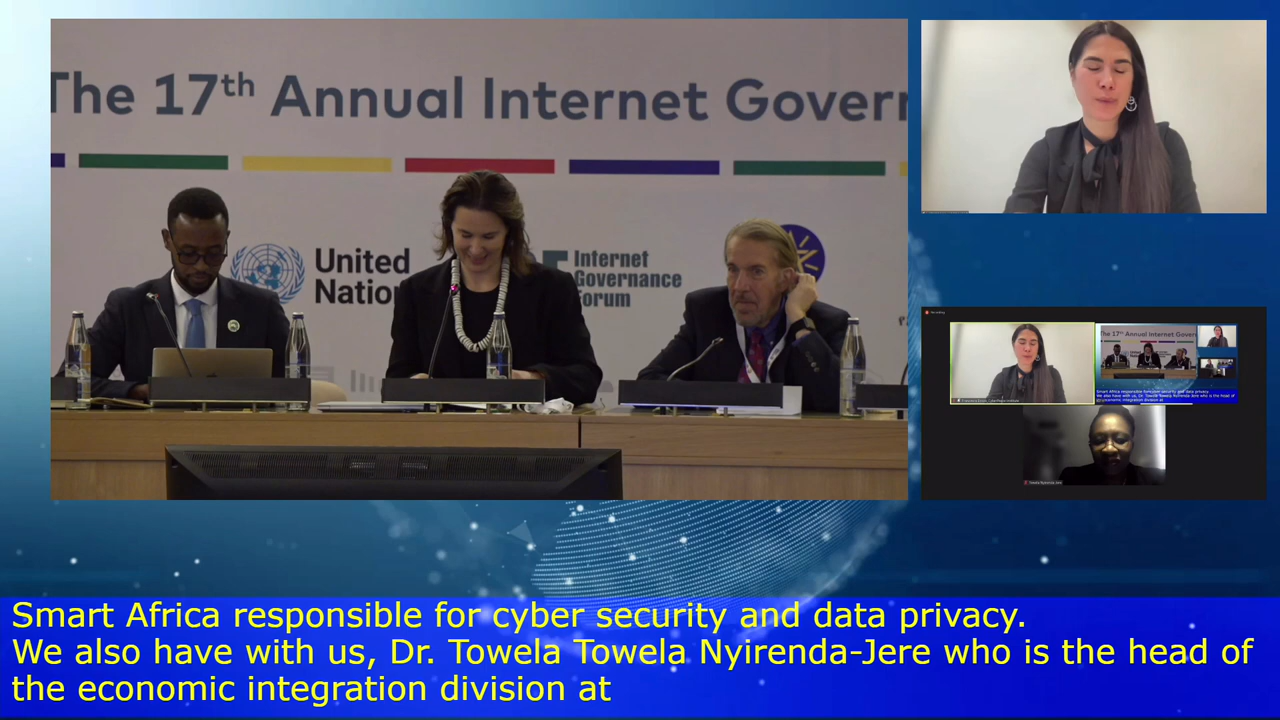 The 17th Annual Internet Govern
United
Nation
Internet
Governance
Forum
Smart Africa responsible for cyber security and data privacy.
We also have with us, Dr. Towela Towela Nyirenda-Jere who is the head of
the economic integration division at